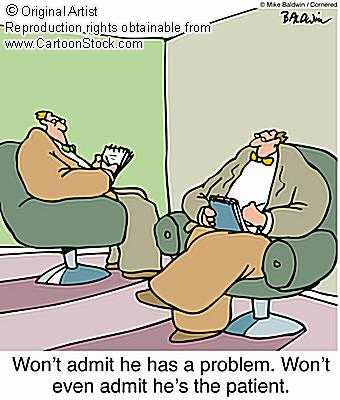 © Original Artist
Reproduction rights obtainable from
www.CartoonStock.com
© Mike Baldwin / Cornered
BALDWIN
Won't admit he has a problem. Won't
even admit he's the patient.